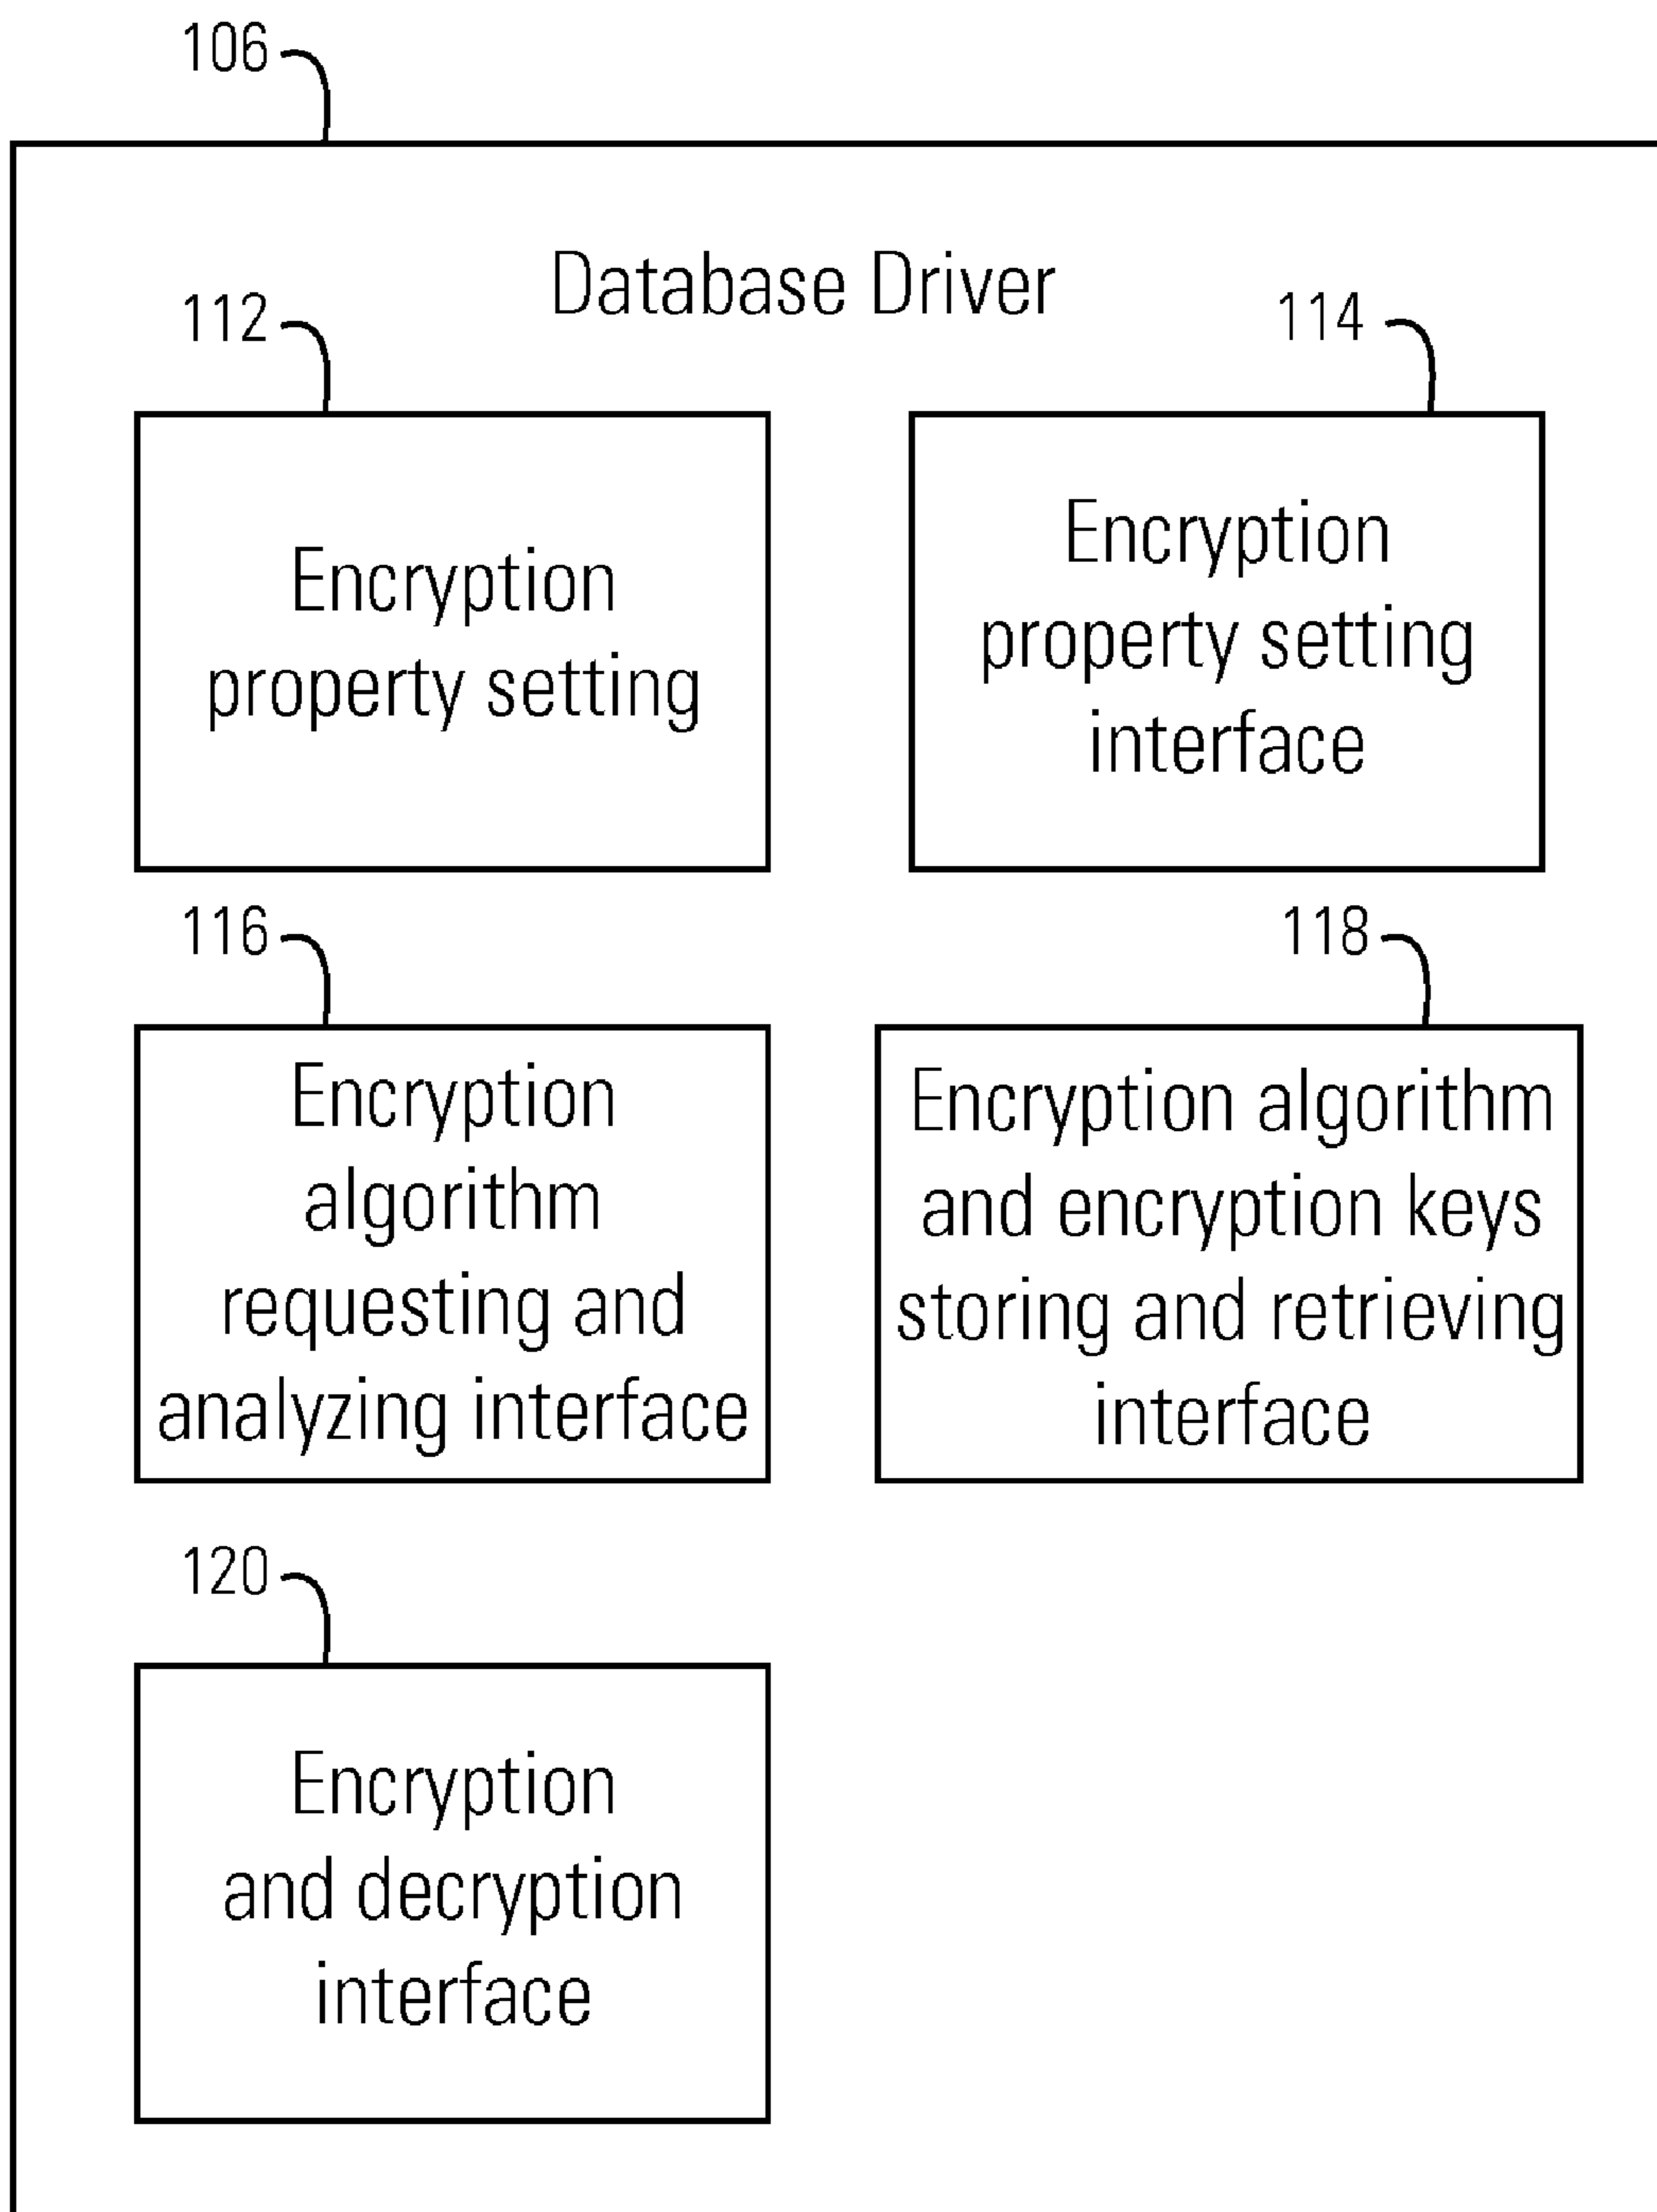 106
Database Driver
112
114
Encryption
property setting
Encryption
property setting
interface
116
118
Encryption
algorithm
requesting and
analyzing interface
Encryption algorithm
and encryption keys
storing and retrieving
interface
120
Encryption
and decryption
interface